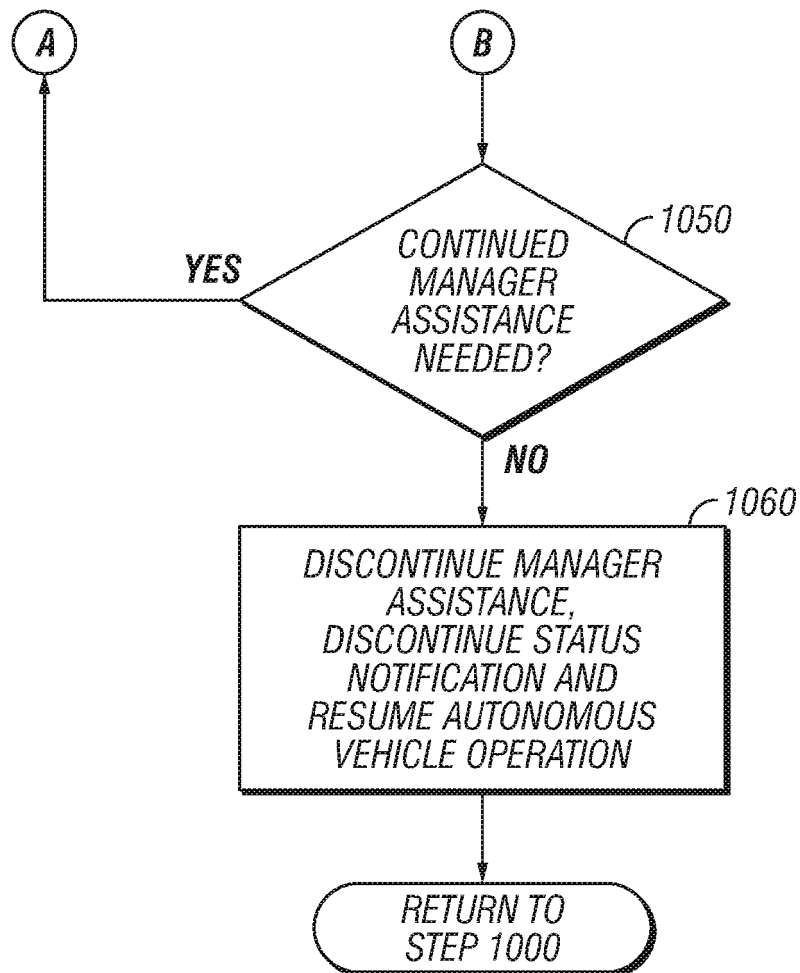 A
B
1050
CONTINUED
MANAGER
ASSISTANCE
NEEDED?
YES
NO
1060
DISCONTINUE MANAGER
ASSISTANCE,
DISCONTINUE STATUS
NOTIFICATION AND
RESUME AUTONOMOUS
VEHICLE OPERATION
RETURN TO
STEP 1000